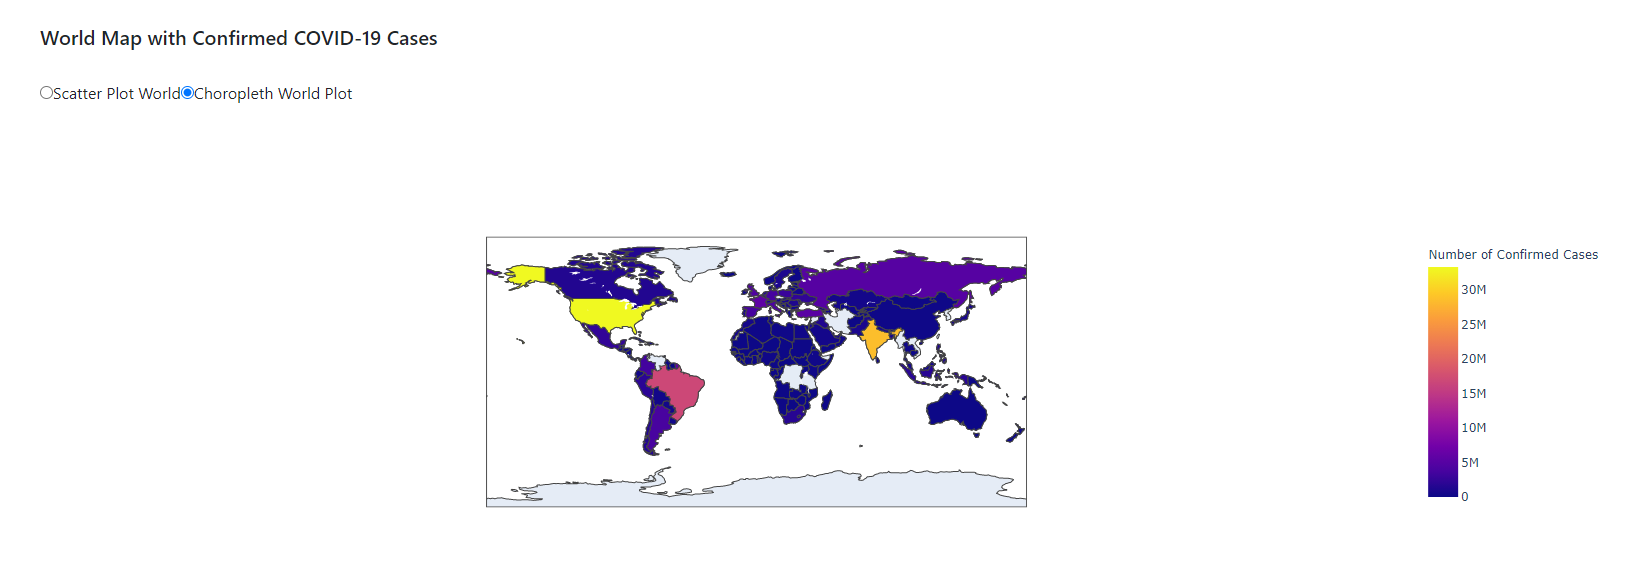 World Map with Confirmed COVID-19 Cases
Scatter Plot World Choropleth World Plot
Number of Confirmed Cases
30M
25M
20M
15M
10M
5M
0